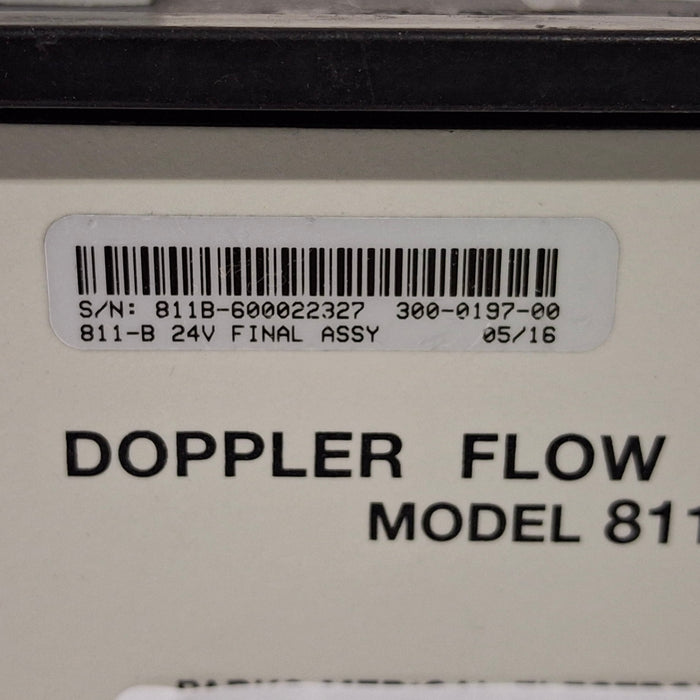 S/N: 811B-600022327 300-0197-00
811-B 24V FINAL ASSY 05/16
DOPPLER FLOW
MODEL 811